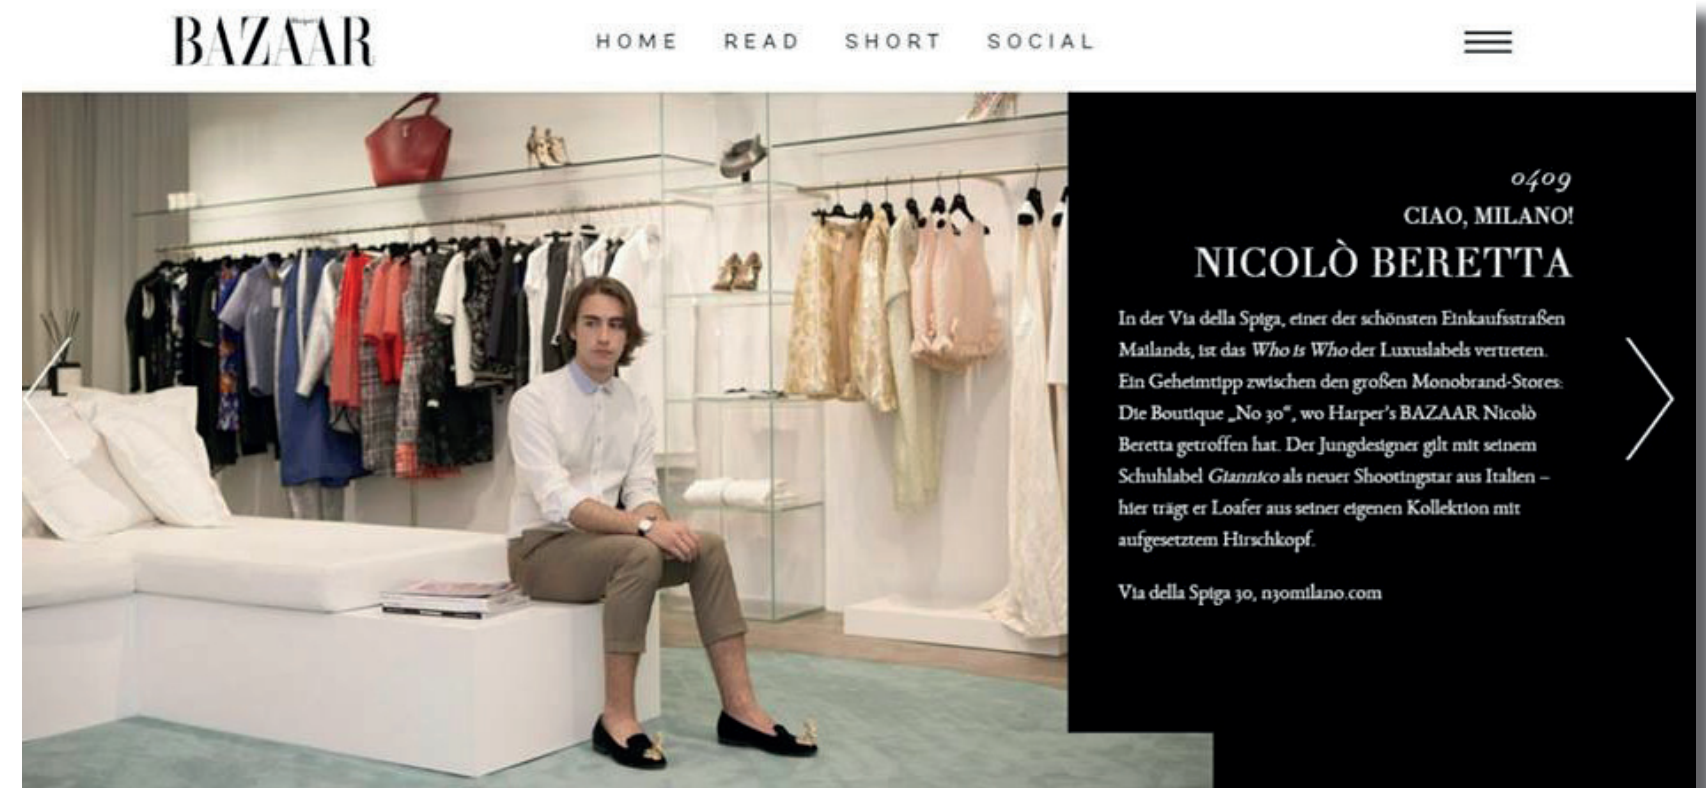 Harper's
BAZAAR
HOME READ SHORT SOCIAL
0409
CIAO, MILANO!
NICOLÒ BERETTA
In der Via della Spiga, einer der schönsten Einkaufsstraßen
Mailands, ist das Who is Who der Luxuslabels vertreten.
Ein Geheimtipp zwischen den großen Monobrand-Stores:
Die Boutique „No 30“, wo Harper's BAZAAR Nicolò
Beretta getroffen hat. Der Jungdesigner gilt mit seinem
Schuhlabel Giannico als neuer Shootingstar aus Italien –
hier trägt er Loafer aus seiner eigenen Kollektion mit
aufgesetztem Hirschkopf.
Via della Spiga 30, n30milano.com